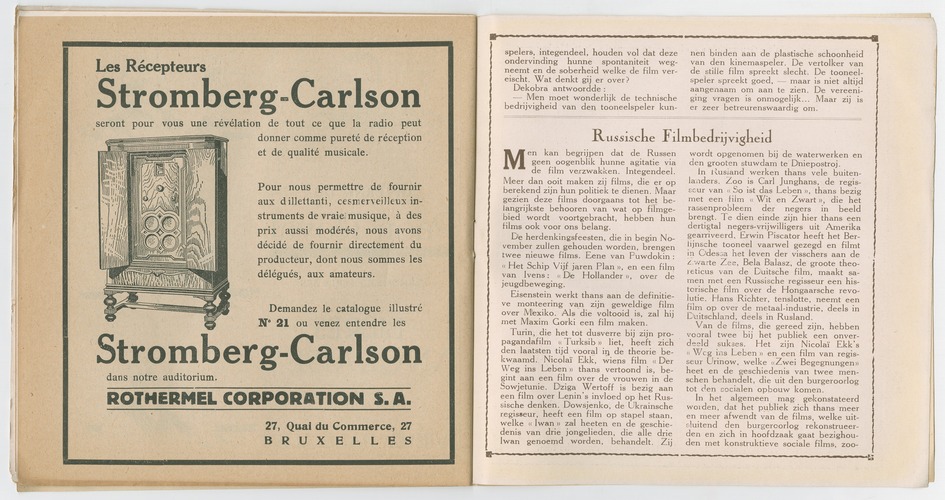 Les Récepteurs
Stromberg-Carlson
seront pour vous une révélation de tout ce que la radio peut
donner comme pureté de réception
et de qualité musicale.
Pour nous permettre de fournir
aux dilettanti, ces merveilleux in-
struments de vraie musique, à des
prix aussi modérés, nous avons
décidé de fournir directement du
producteur, dont nous sommes les
délégués, aux amateurs.
Demandez le catalogue illustré
N° 21 ou venez entendre les
Stromberg-Carlson
dans notre auditorium.
ROTHERMEL CORPORATION S. A.
27, Quai du Commerce, 27
BRUXELLES
spelers, integendeel, houden vol dat deze
ondervinding hunne spontaniteit weg-
neemt en de soberheid welke de film ver-
eischt. Wat denkt gij er over?
Dekobra antwoordde :
— Men moet wonderlijk de technische
bedrijvigheid van den tooneelspeler kun-
nen binden aan de plastische schoonheid
van den kinemaspeler. De vertolker van
de stille film spreekt slecht. De tooneel-
speler spreekt goed, — maar is niet altijd
aangenaam om aan te zien. De vereeni-
ging vragen is onmogelijk... Maar zij is
er zeer betreurenswaardig om.
Russische Filmbedrijvigheid
Men kan begrijpen dat de Russen
geen oogenblik hunne agitatie via
de film verzwakken. Integendeel.
Meer dan ooit maken zij films, die er op
berekend zijn hun politiek te dienen. Maar
gezien deze films doorgaans tot het be-
langrijkste behooren van wat op filmge-
bied wordt voortgebracht, hebben hun
films ook voor ons belang.
De herdenkingsfeesten, die in begin No-
vember zullen gehouden worden, brengen
twee nieuwe films. Eene van Puwdokin :
« Het Schip Vijf jaren Plan », en een film
van Ivens : « De Hollander », over de
jeugdbeweging.
Eisenstein werkt thans aan de definitie-
ve monteering van zijn geweldige film
over Mexiko. Als die voltooid is, zal hij
met Maxim Gorki een film maken.
Turin, die het tot dusverre bij zijn pro-
pagandafilm « Turksib » liet, heeft zich
den laatsten tijd vooral in de theorie be-
kwaamd. Nicolaï Ekk, wiens film « Der
Weg ins Leben » thans vertoond is, be-
gint aan een film over de vrouwen in de
Sowjetunie. Dziga Wertoff is bezig aan
een film over Lenin's invloed op het Rus-
sische denken. Dowsjenko, de Ukrainsche
regisseur, heeft een film op stapel staan,
welke « Iwan » zal heeten en de geschie-
denis van drie jongelieden, die alle drie
Iwan genoemd worden, behandelt. Zij
wordt opgenomen bij de waterwerken en
den grooten stuwdam te Dniepostroj.
In Rusland werken thans vele buiten-
landers. Zoo is Carl Junghans, de regis-
seur van « So ist das Leben », thans bezig
met een film « Wit en Zwart », die het
rassenprobleem der negers in beeld
brengt. Te dien einde zijn hier thans een
dertigtal negers-vrijwilligers uit Amerika
gearriveerd. Erwin Piscator heeft het Ber-
lijnsche tooneel vaarwel gezegd en filmt
in Odessa het leven der visschers aan de
Zwarte Zee, Bela Balasz, de groote theo-
reticus van de Duitsche film, maakt sa-
men met een Russische regisseur een his-
torische film over de Hongaarsche revo-
lutie. Hans Richter, tenslotte, neemt een
film op over de metaal-industrie, deels in
Duitschland, deels in Rusland.
Van de films, die gereed zijn, hebben
vooral twee bij het publiek een onver-
deeld sukses. Het zijn Nicolaï Ekk's
« Weg ins Leben » en een film van regis-
seur Urinow, welke « Zwei Begegnungen »
heet en de geschiedenis van twee men-
schen behandelt, die uit den burgeroorlog
tot den socialen opbouw komen.
In het algemeen mag gekonstateerd
worden, dat het publiek zich thans meer
en meer afwendt van de films, welke uit-
sluitend den burgeroorlog rekonstrueer-
den en zich in hoofdzaak gaat bezighou-
den met konstruktieve sociale films, zoo-